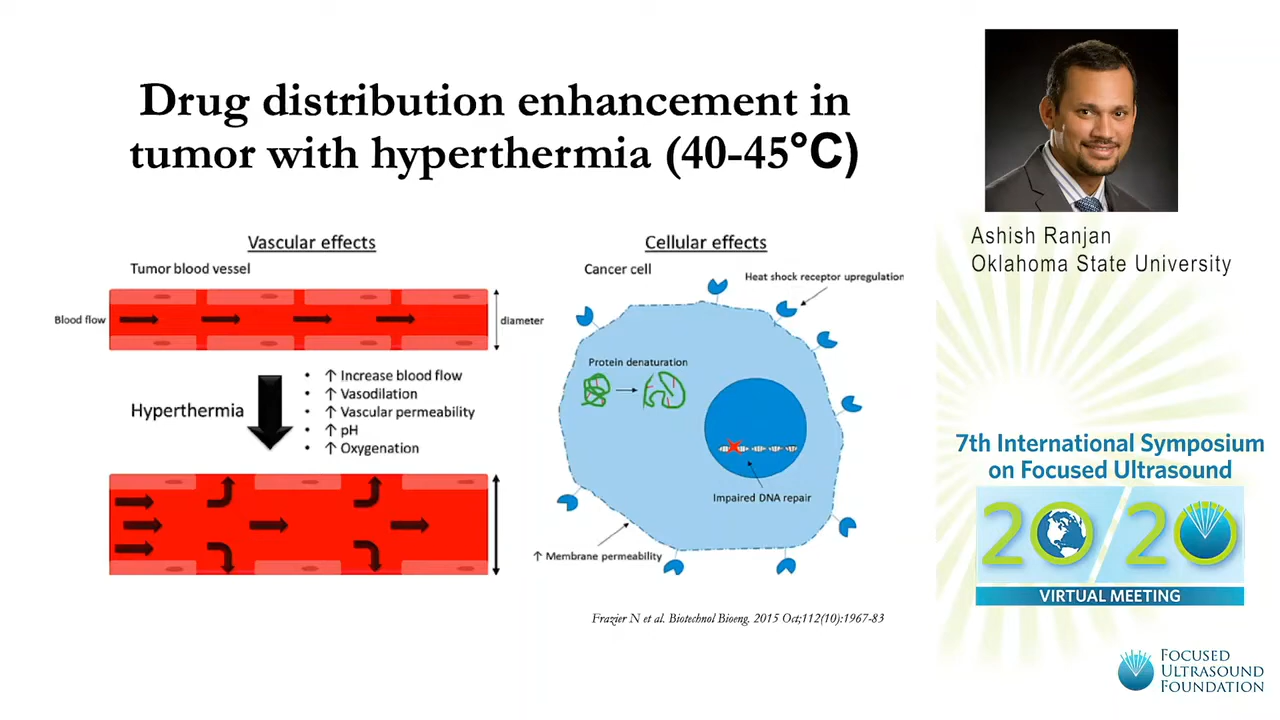 Drug distribution enhancement in
tumor with hyperthermia (40-45°C)
Vascular effects
Tumor blood vessel
Blood flow
diameter
Hyperthermia
• ↑ Increase blood flow
• ↑ Vasodilation
• ↑ Vascular permeability
• ↑ pH
• ↑ Oxygenation
Cellular effects
Cancer cell
Heat shock receptor upregulation
Protein denaturation
Impaired DNA repair
↑ Membrane permeability
Frazier N et al. Biotechnol Bioeng. 2015 Oct;112(10):1967-83
Ashish Ranjan
Oklahoma State University
7th International Symposium
on Focused Ultrasound
20/20
VIRTUAL MEETING
FOCUSED
ULTRASOUND
FOUNDATION